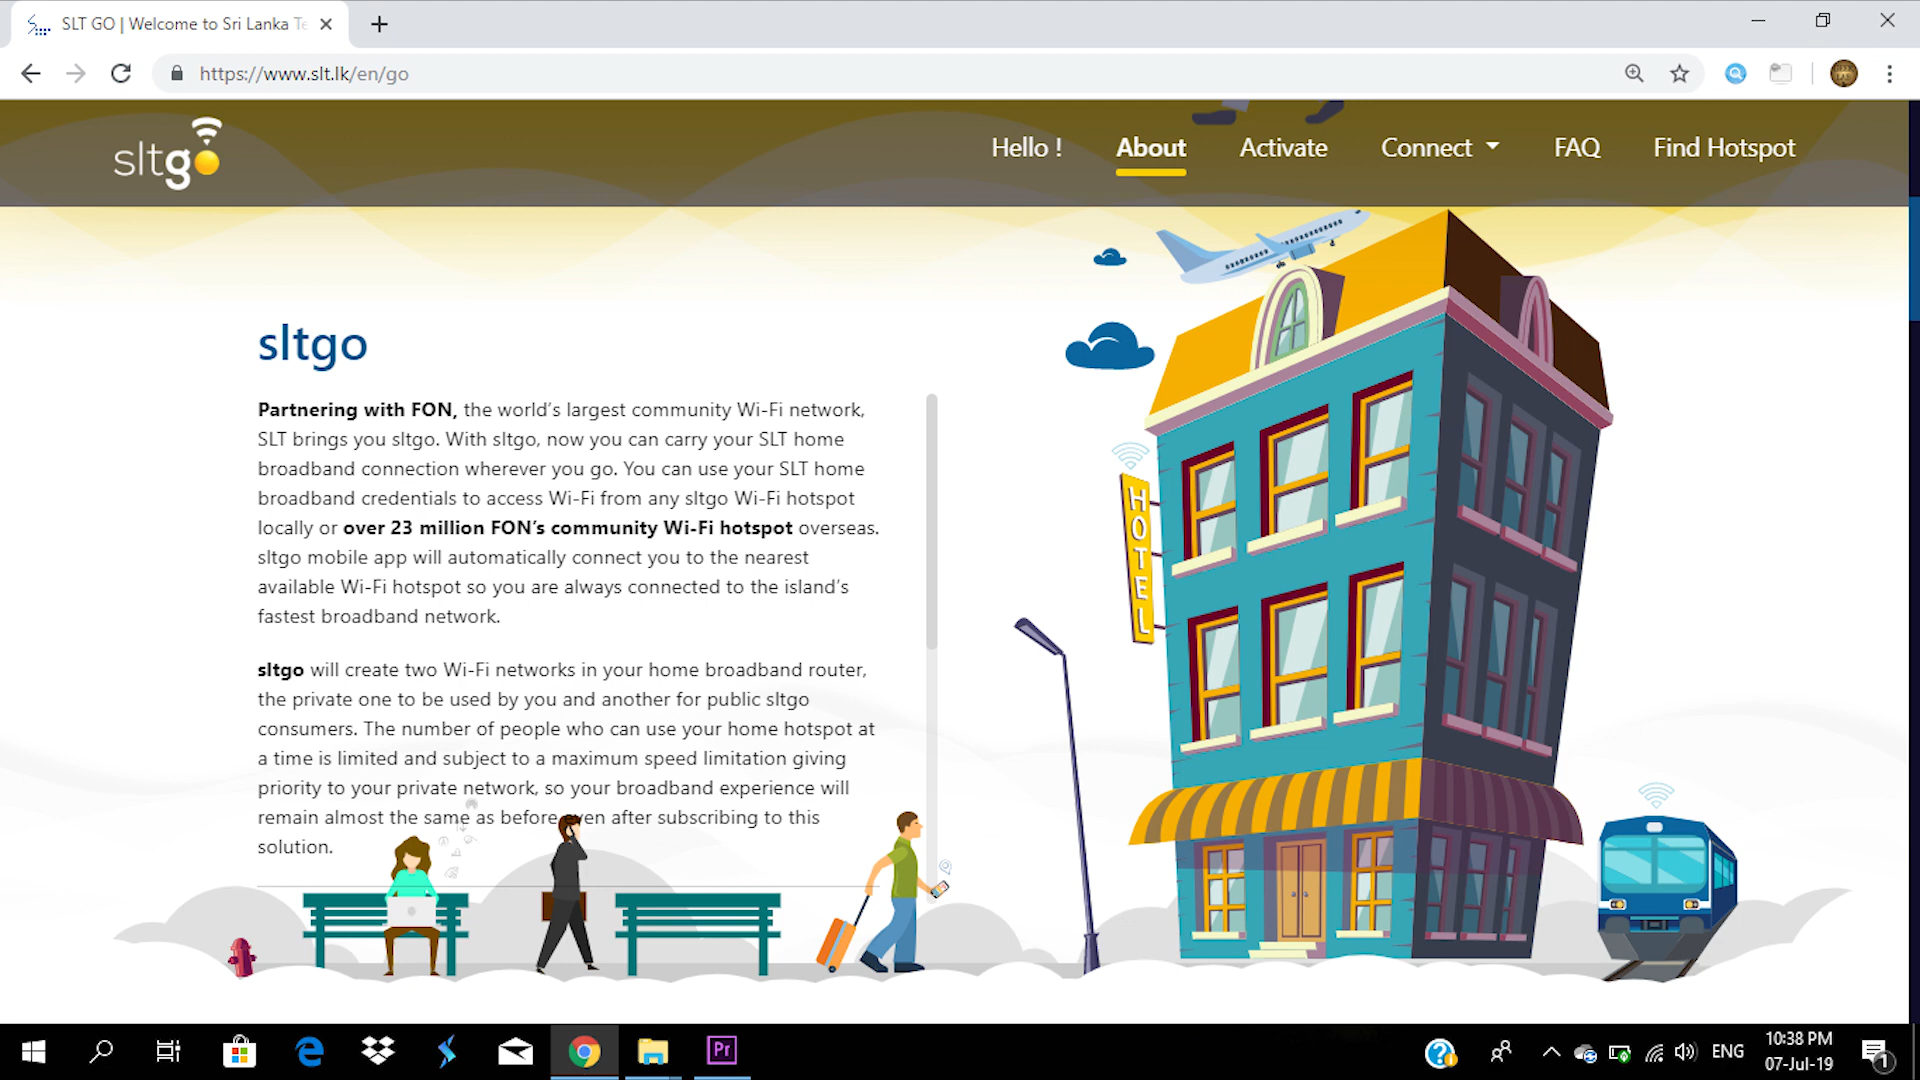 SLT GO | Welcome to Sri Lanka Te
https://www.slt.lk/en/go
sltgo
Hello !
About
Activate
Connect
FAQ
Find Hotspot
sltgo
Partnering with FON, the world’s largest community Wi-Fi network,
SLT brings you sltgo. With sltgo, now you can carry your SLT home
broadband connection wherever you go. You can use your SLT home
broadband credentials to access Wi-Fi from any sltgo Wi-Fi hotspot
locally or over 23 million FON’s community Wi-Fi hotspot overseas.
sltgo mobile app will automatically connect you to the nearest
available Wi-Fi hotspot so you are always connected to the island’s
fastest broadband network.
sltgo will create two Wi-Fi networks in your home broadband router,
the private one to be used by you and another for public sltgo
consumers. The number of people who can use your home hotspot at
a time is limited and subject to a maximum speed limitation giving
priority to your private network, so your broadband experience will
remain almost the same as before even after subscribing to this
solution.
HOTEL
Pr
ENG
10:38 PM
07-Jul-19
1